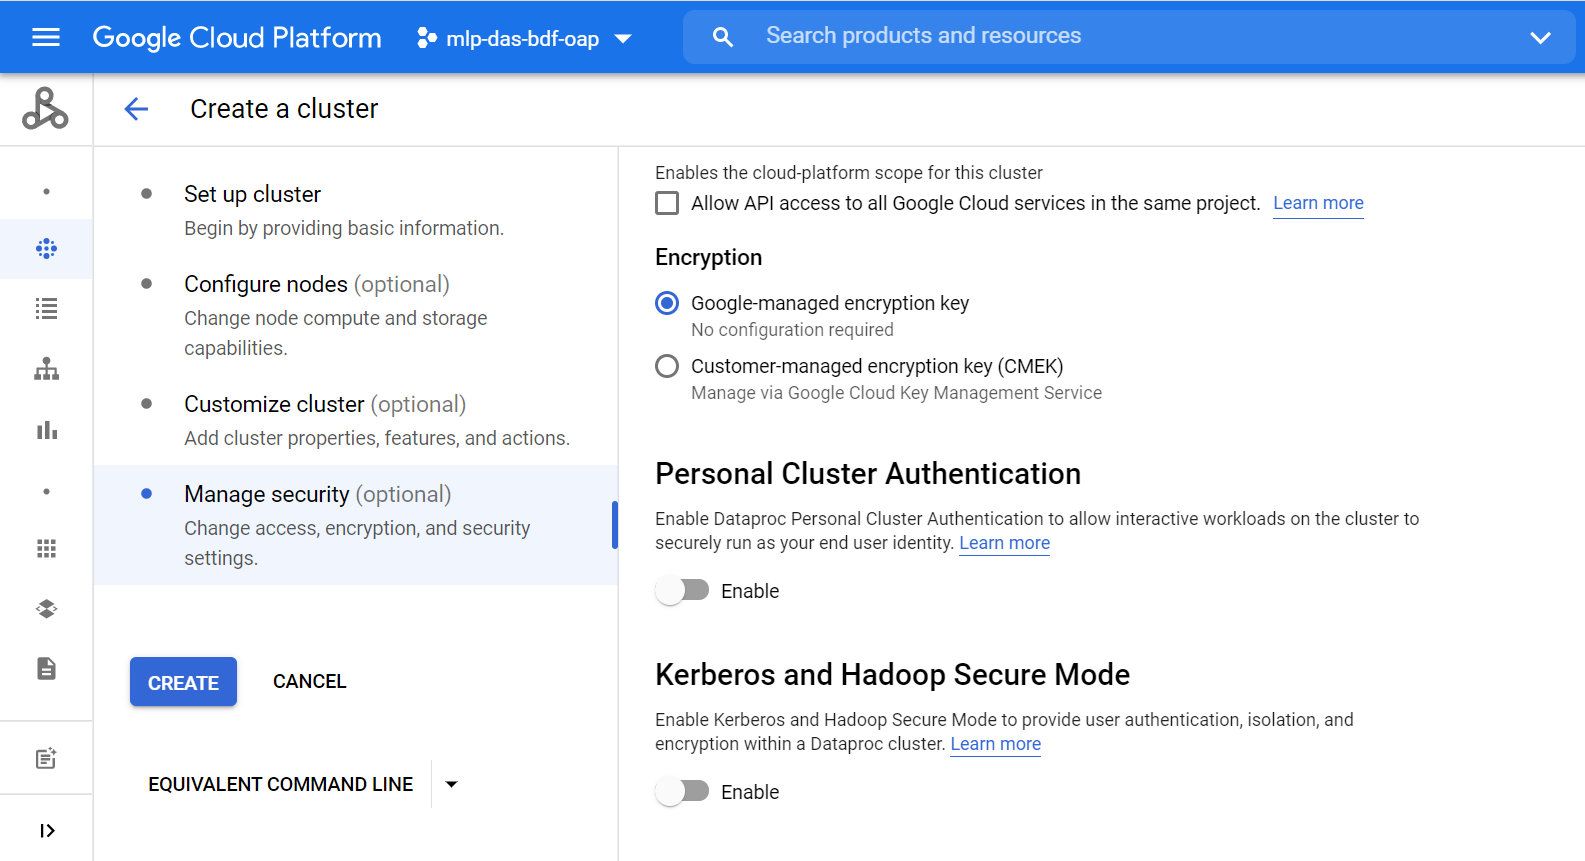 Google Cloud Platform
mlp-das-bdf-oap
Search products and resources
Create a cluster
Set up cluster
Begin by providing basic information.
Configure nodes (optional)
Change node compute and storage
capabilities.
Customize cluster (optional)
Add cluster properties, features, and actions.
Manage security (optional)
Change access, encryption, and security
settings.
CREATE
CANCEL
EQUIVALENT COMMAND LINE
Enables the cloud-platform scope for this cluster
Allow API access to all Google Cloud services in the same project. Learn more
Encryption
Google-managed encryption key
No configuration required
Customer-managed encryption key (CMEK)
Manage via Google Cloud Key Management Service
Personal Cluster Authentication
Enable Dataproc Personal Cluster Authentication to allow interactive workloads on the cluster to
securely run as your end user identity. Learn more
Enable
Kerberos and Hadoop Secure Mode
Enable Kerberos and Hadoop Secure Mode to provide user authentication, isolation, and
encryption within a Dataproc cluster. Learn more
Enable